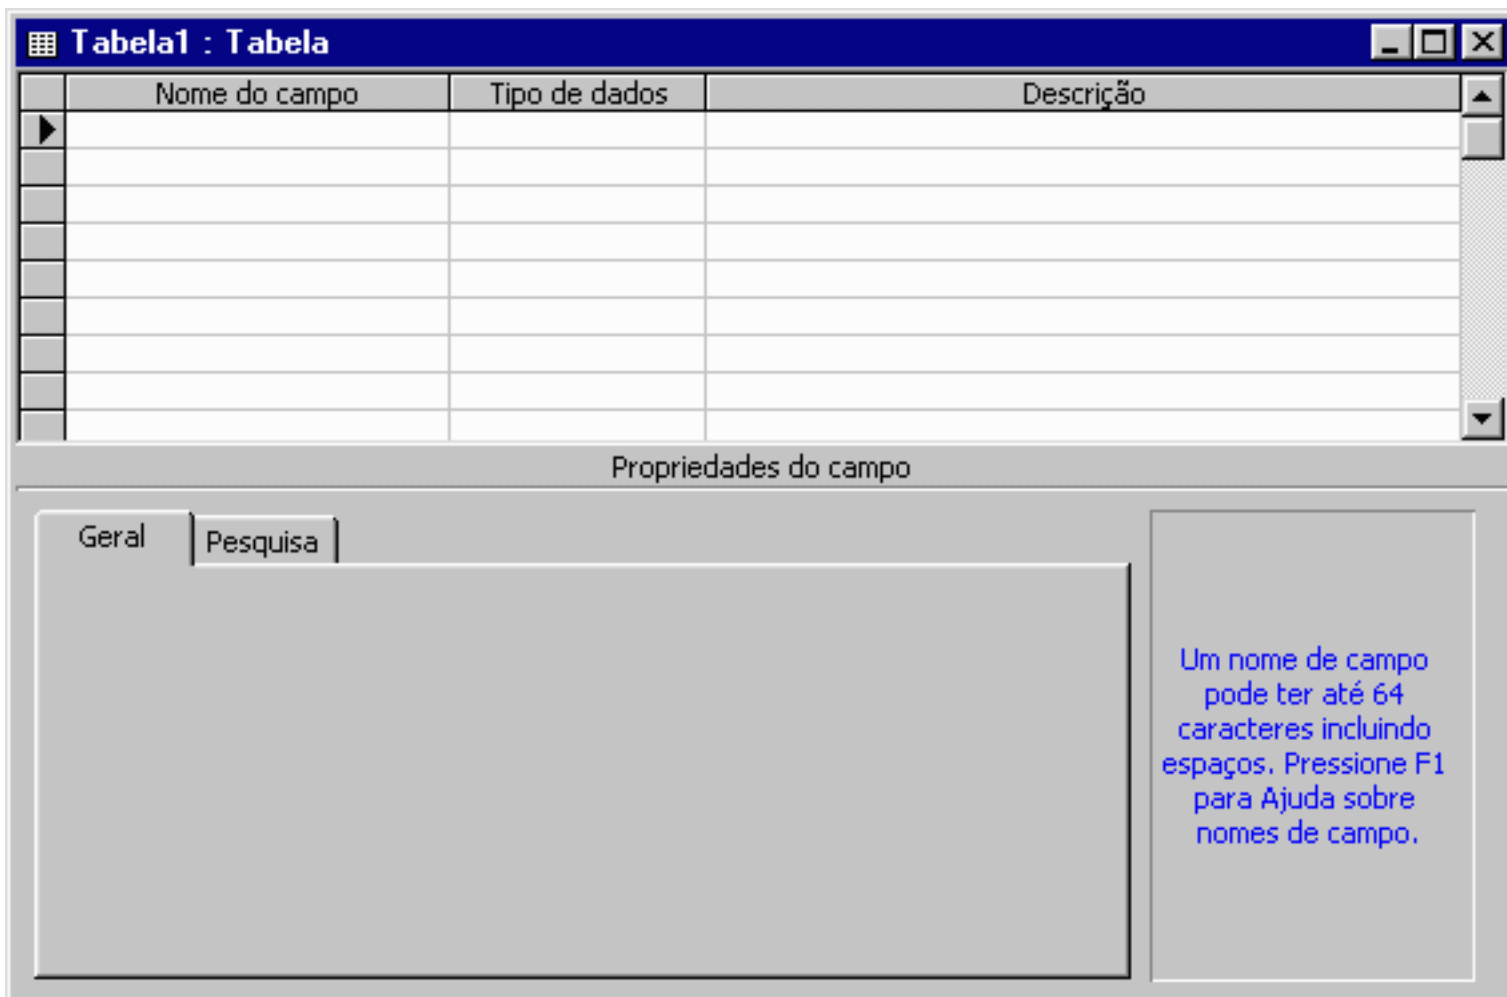 Tabela1 : Tabela
Nome do campo Tipo de dados Descrição
Propriedades do campo
Geral Pesquisa
Um nome de campo
pode ter até 64
caracteres incluindo
espaços. Pressione F1
para Ajuda sobre
nomes de campo.